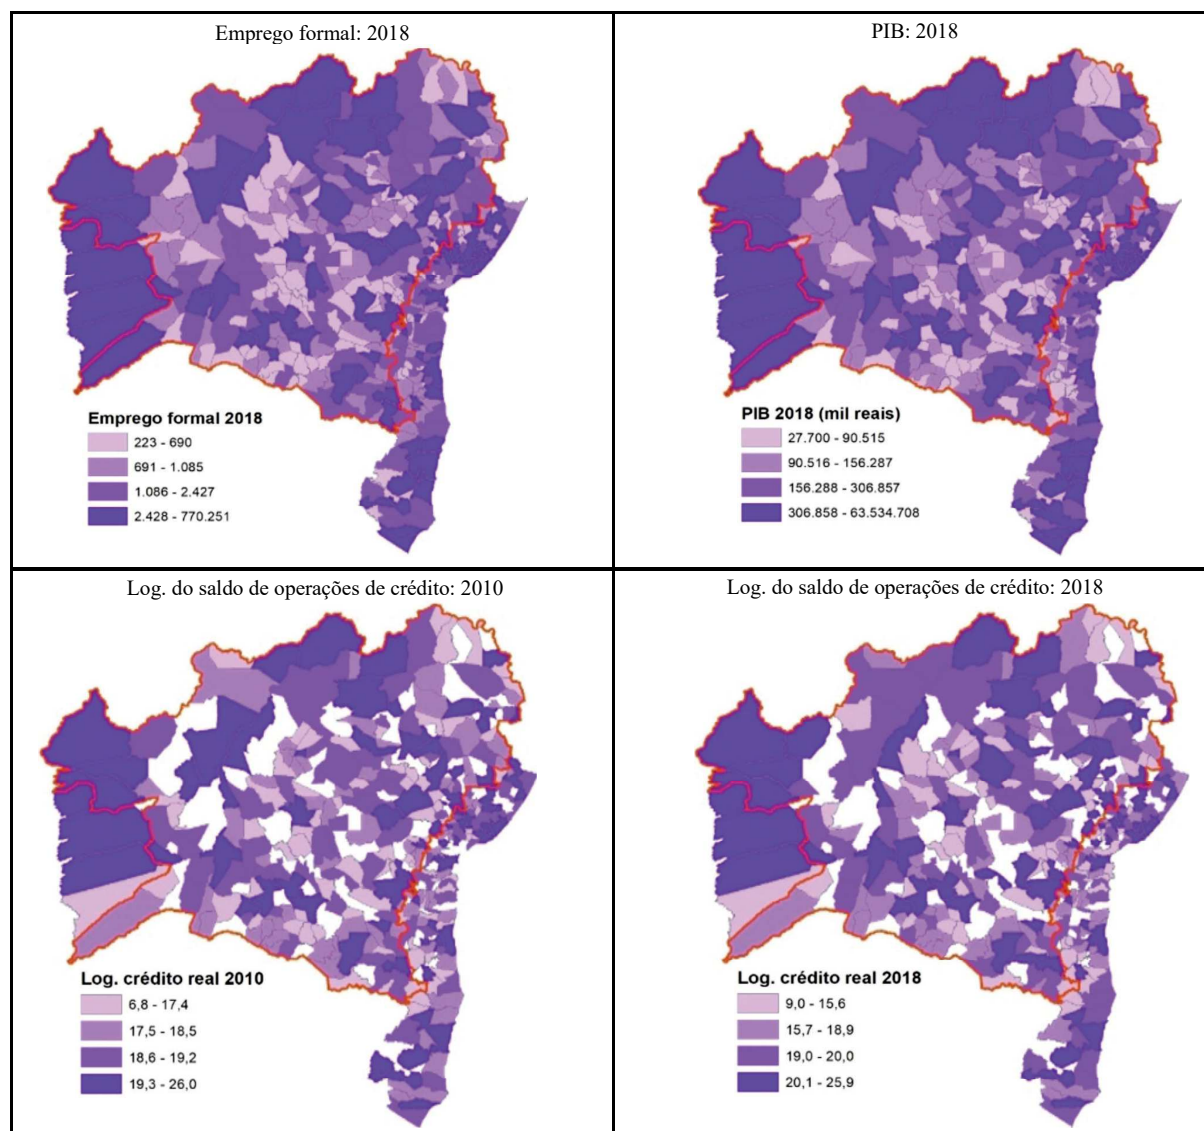 Emprego formal: 2018
Emprego formal 2018
223 - 690
691 - 1.085
1.086 - 2.427
2.428 - 770.251
PIB: 2018
PIB 2018 (mil reais)
27.700 - 90.515
90.516 - 156.287
156.288 - 306.857
306.858 - 63.534.708
Log. do saldo de operações de crédito: 2010
Log. crédito real 2010
6,8 - 17,4
17,5 - 18,5
18,6 - 19,2
19,3 - 26,0
Log. do saldo de operações de crédito: 2018
Log. crédito real 2018
9,0 - 15,6
15,7 - 18,9
19,0 - 20,0
20,1 - 25,9